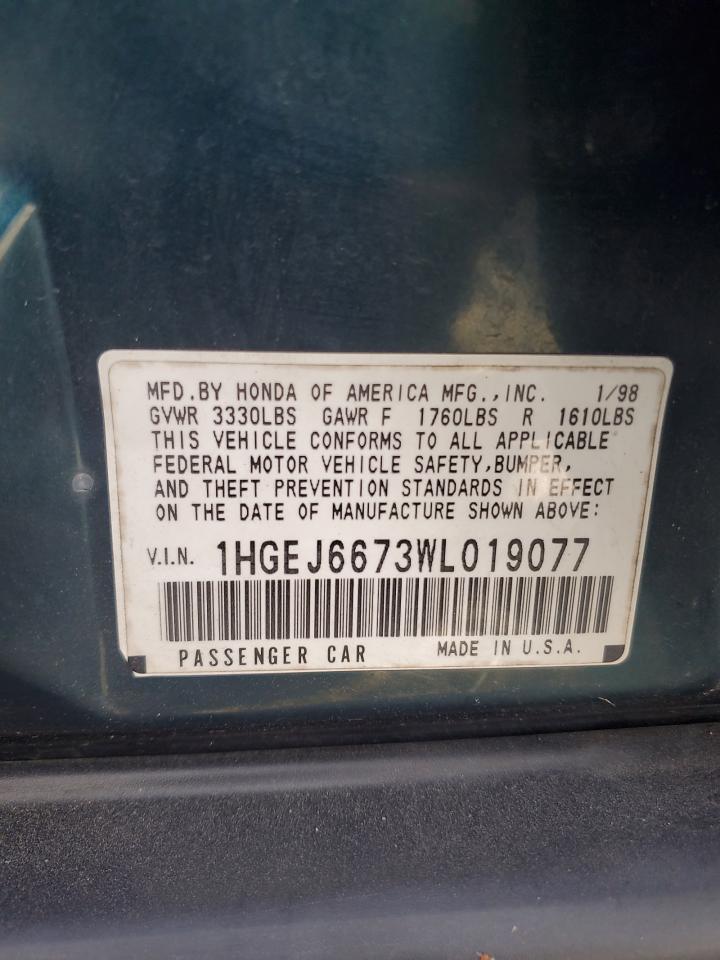 MFD.BY HONDA OF AMERICA MFG.,INC. 1/98
GVWR 3330LBS GAWR F 1760LBS R 1610LBS
THIS VEHICLE CONFORMS TO ALL APPLICABLE
FEDERAL MOTOR VEHICLE SAFETY,BUMPER,
AND THEFT PREVENTION STANDARDS IN EFFECT
ON THE DATE OF MANUFACTURE SHOWN ABOVE:
V.I.N. 1HGEJ6673WL019077
PASSENGER CAR MADE IN U.S.A.